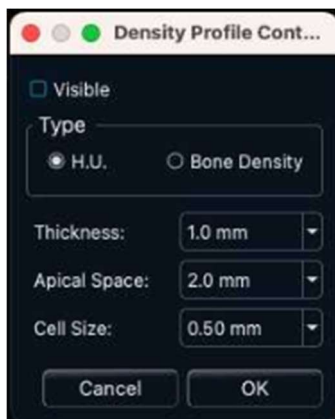 Density Profile Cont...
Visible
Type
H.U. Bone Density
Thickness: 1.0 mm
Apical Space: 2.0 mm
Cell Size: 0.50 mm
Cancel OK